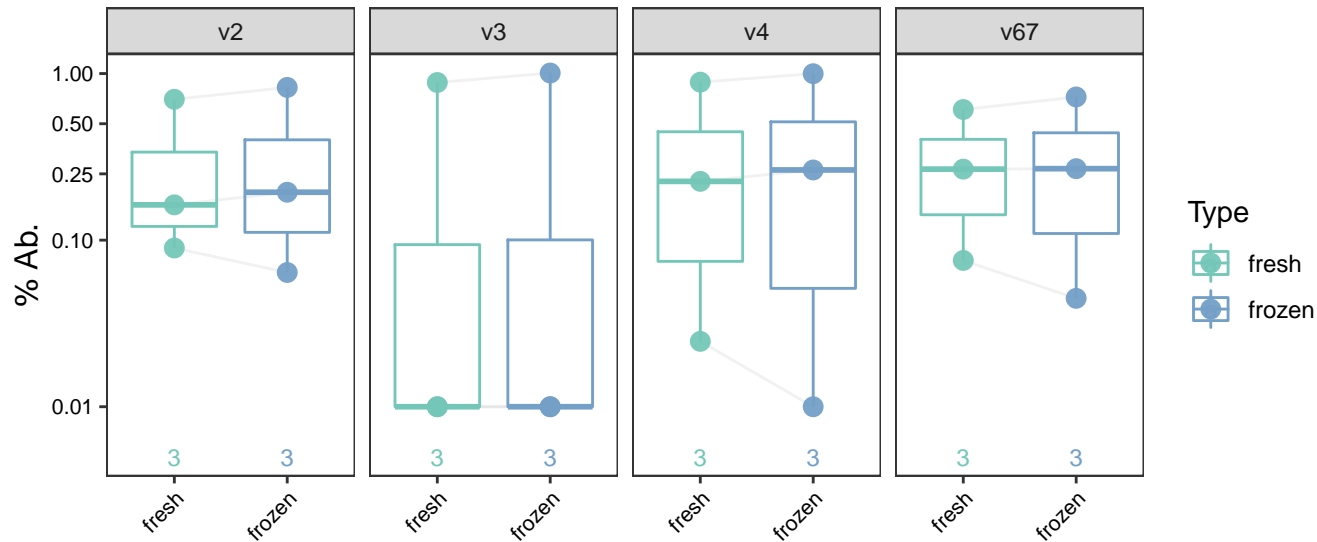 v2 v3 v4 v67
% Ab.
1.00
0.50
0.25
0.10
0.01
3 3 3 3 3 3 3 3
fresh frozen fresh frozen fresh frozen fresh frozen
Type
fresh
frozen